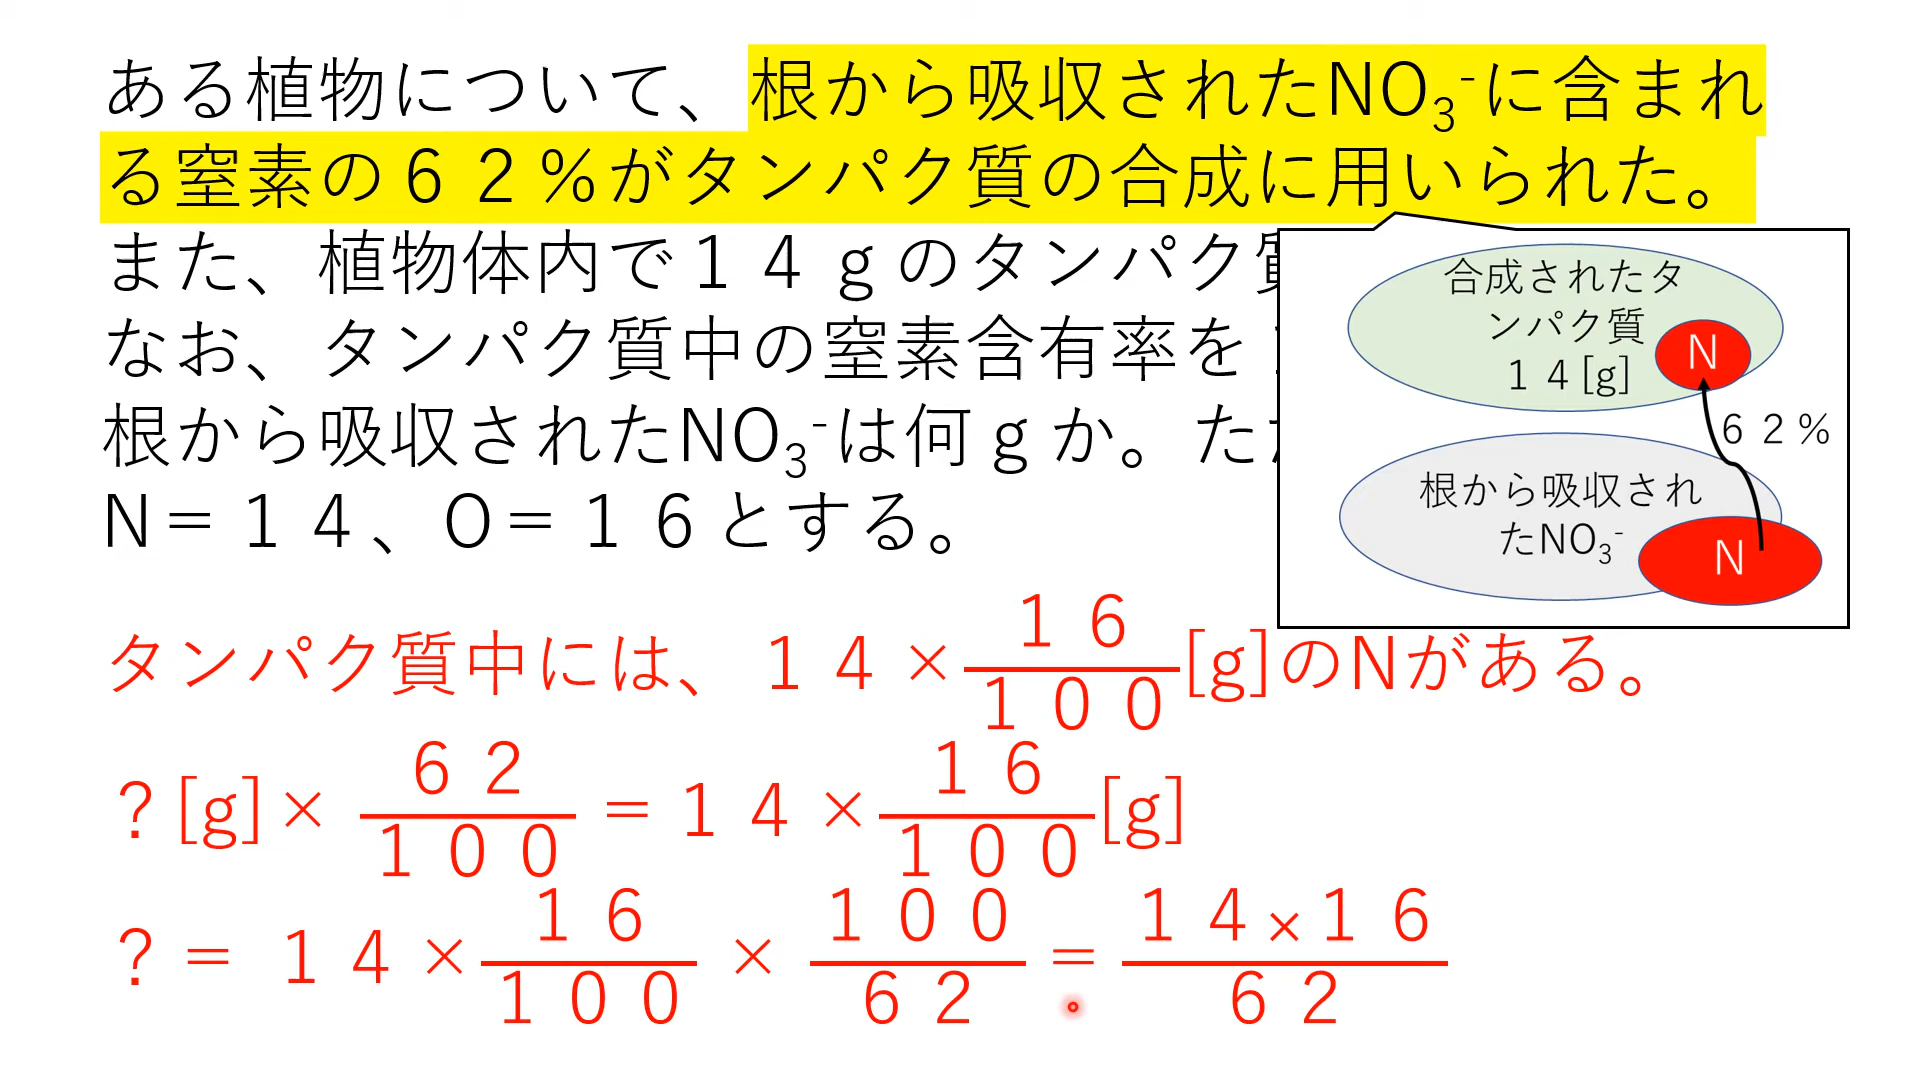 ある植物について、根から吸収されたNO₃⁻に含まれ
る窒素の６２％がタンパク質の合成に用いられた。
また、植物体内で１４ｇのタンパク
なお、タンパク質中の窒素含有率を
根から吸収されたNO₃⁻は何ｇか。た
N＝１４、O＝１６とする。
合成されたタ
ンパク質
１４[g]
N
６２％
根から吸収され
たNO₃⁻
N
タンパク質中には、１４×１６/１００[g]のNがある。
？[g]×６２/１００＝１４×１６/１００[g]
？＝１４×１６/１００×１００/６２＝１４×１６/６２